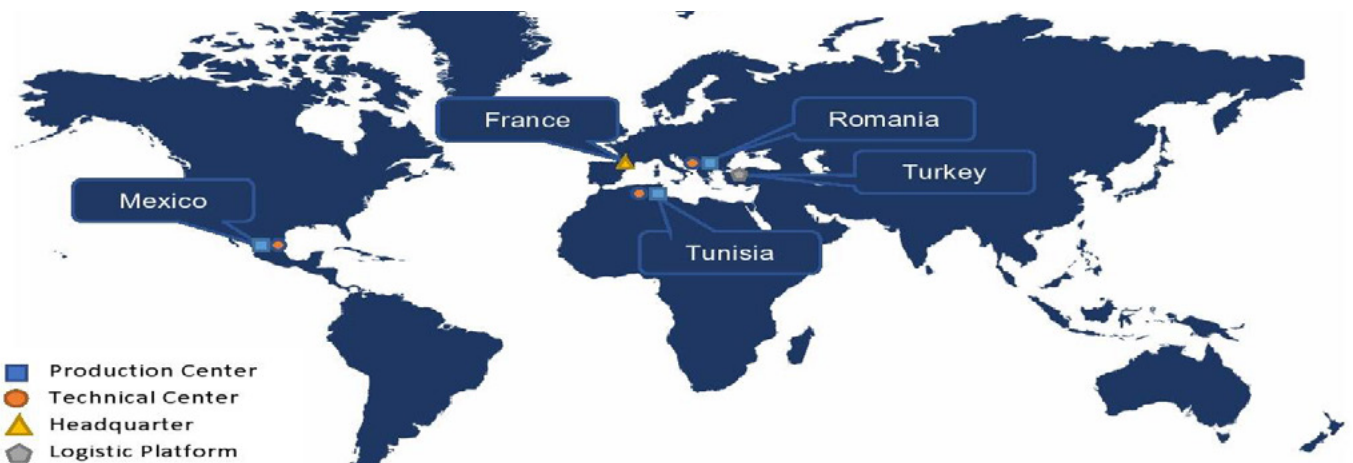 France
Romania
Turkey
Mexico
Tunisia
Production Center
Technical Center
Headquarter
Logistic Platform